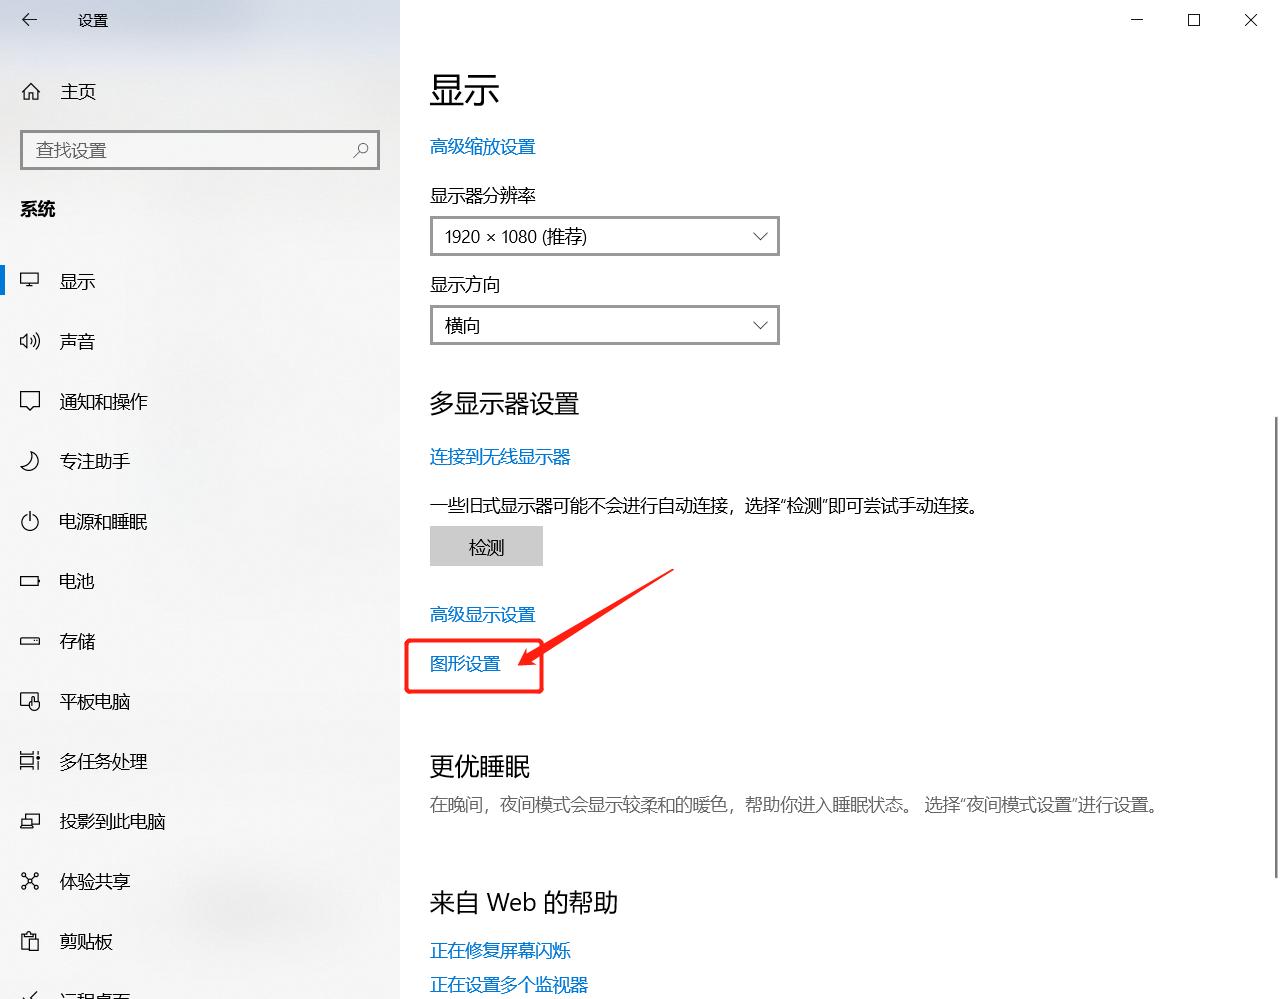 设置
主页
查找设置
系统
显示
声音
通知和操作
专注助手
电源和睡眠
电池
存储
平板电脑
多任务处理
投影到此电脑
体验共享
剪贴板
远程桌面
显示
高级缩放设置
显示器分辨率
1920 × 1080 (推荐)
显示方向
横向
多显示器设置
连接到无线显示器
一些旧式显示器可能不会进行自动连接，选择“检测”即可尝试手动连接。
检测
高级显示设置
图形设置
更优睡眠
在晚间，夜间模式会显示较柔和的暖色，帮助你进入睡眠状态。 选择“夜间模式设置”进行设置。
来自 Web 的帮助
正在修复屏幕闪烁
正在设置多个监视器